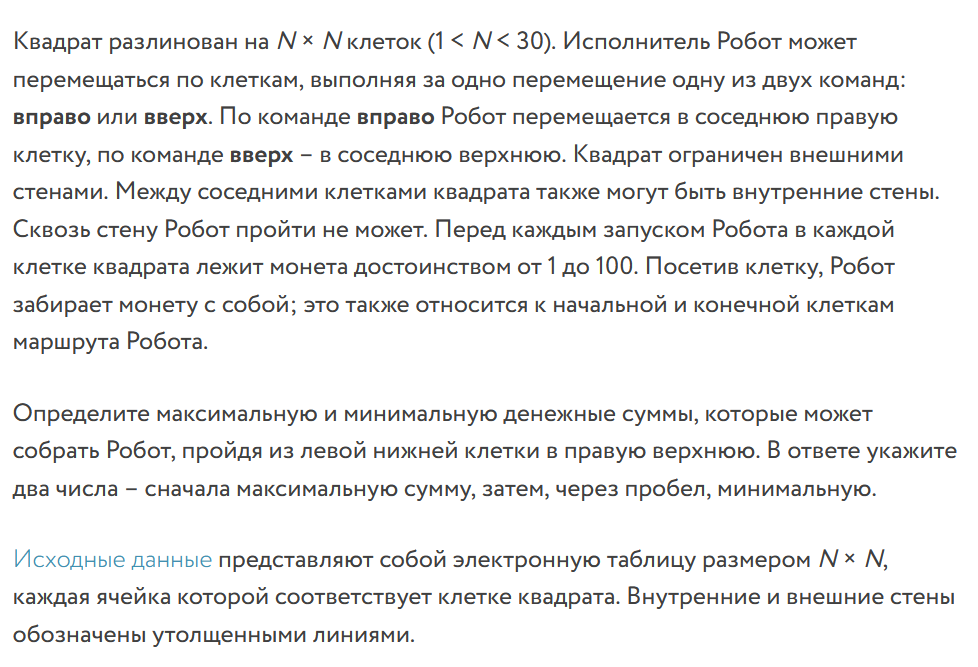 Квадрат разлинован на N × N клеток (1 < N < 30). Исполнитель Робот может
перемещаться по клеткам, выполняя за одно перемещение одну из двух команд:
вправо или вверх. По команде вправо Робот перемещается в соседнюю правую
клетку, по команде вверх – в соседнюю верхнюю. Квадрат ограничен внешними
стенами. Между соседними клетками квадрата также могут быть внутренние стены.
Сквозь стену Робот пройти не может. Перед каждым запуском Робота в каждой
клетке квадрата лежит монета достоинством от 1 до 100. Посетив клетку, Робот
забирает монету с собой; это также относится к начальной и конечной клеткам
маршрута Робота.
Определите максимальную и минимальную денежные суммы, которые может
собрать Робот, пройдя из левой нижней клетки в правую верхнюю. В ответе укажите
два числа – сначала максимальную сумму, затем, через пробел, минимальную.
Исходные данные представляют собой электронную таблицу размером N × N,
каждая ячейка которой соответствует клетке квадрата. Внутренние и внешние стены
обозначены утолщенными линиями.